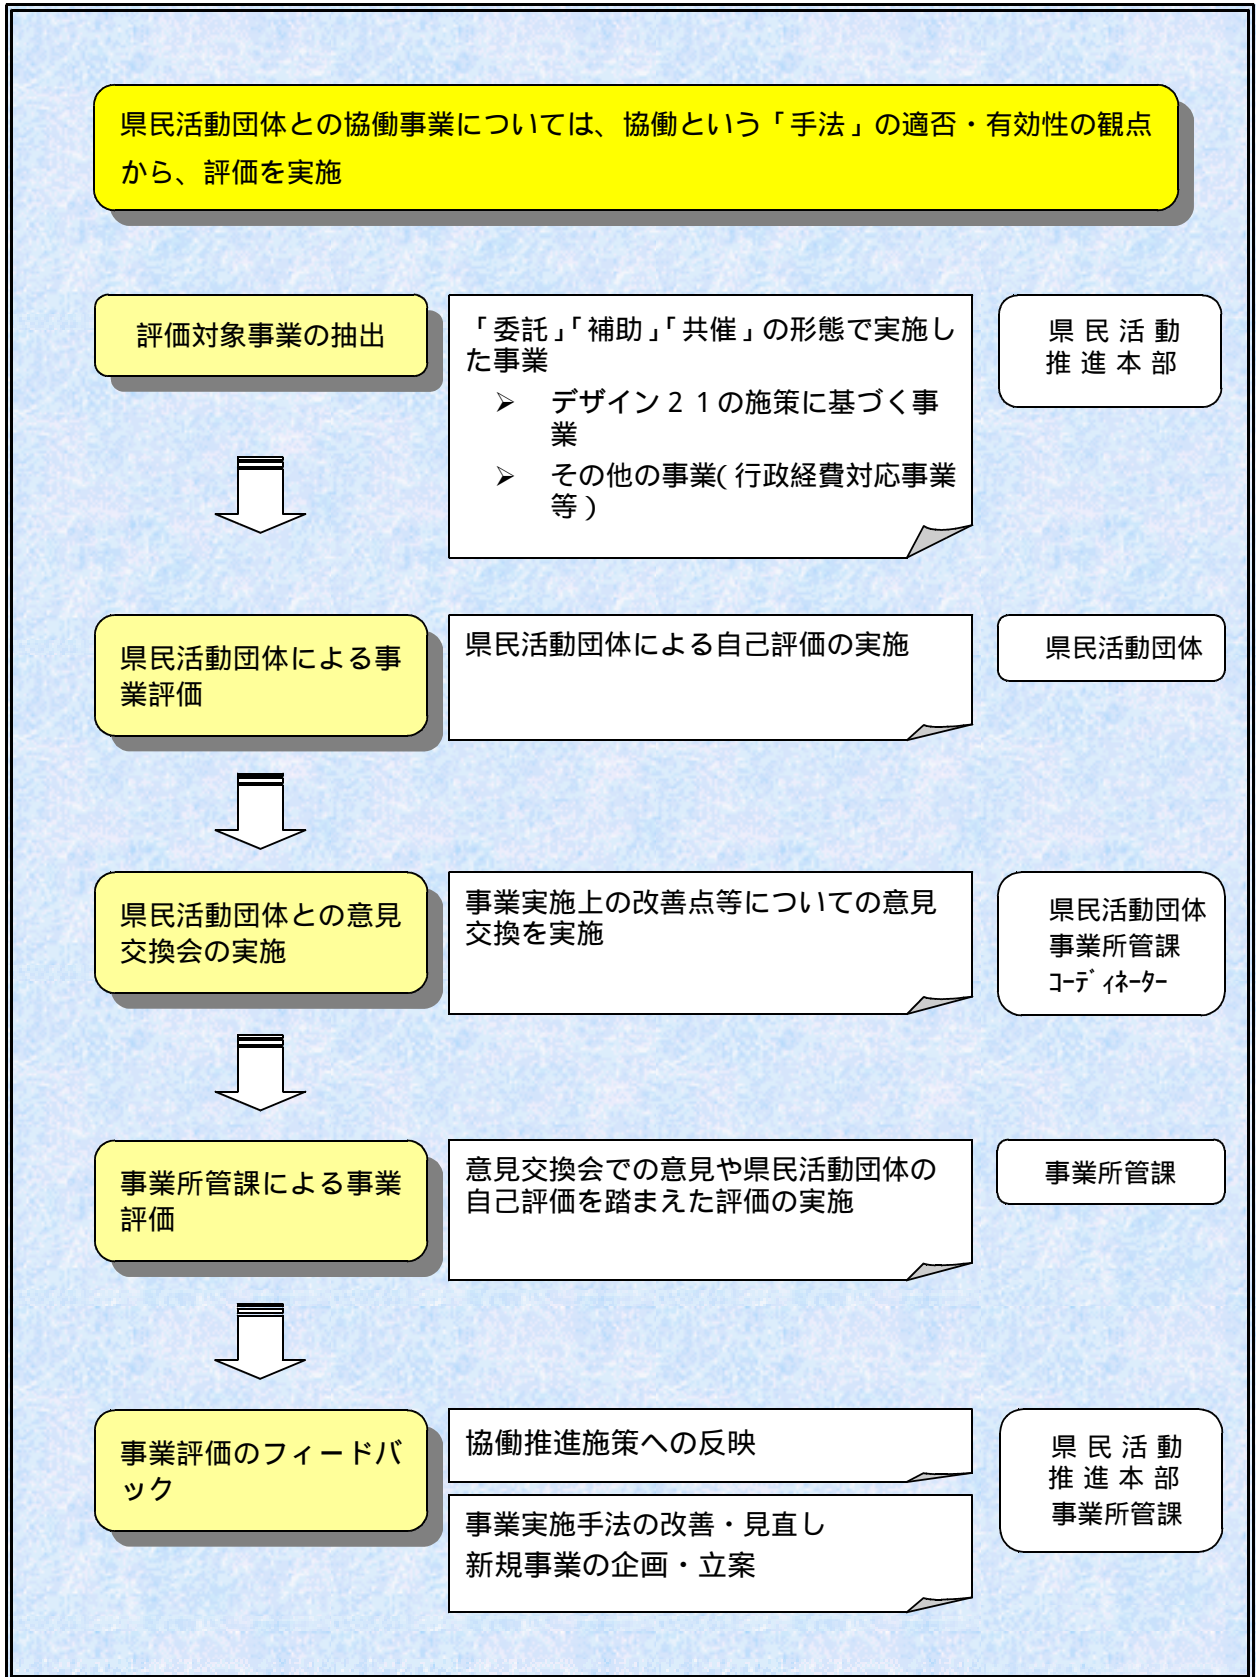 県民活動団体との協働事業については、協働という「手法」の適否・有効性の観点
から、評価を実施
評価対象事業の抽出
「委託」「補助」「共催」の形態で実施し
た事業
➢ デザイン２１の施策に基づく事
業
➢ その他の事業（行政経費対応事業
等）
県民活動
推進本部
県民活動団体による事
業評価
県民活動団体による自己評価の実施
県民活動団体
県民活動団体との意見
交換会の実施
事業実施上の改善点等についての意見
交換を実施
県民活動団体
事業所管課
ｺｰﾃﾞｨﾈｰﾀｰ
事業所管課による事業
評価
意見交換会での意見や県民活動団体の
自己評価を踏まえた評価の実施
事業所管課
事業評価のフィードバ
ック
協働推進施策への反映
事業実施手法の改善・見直し
新規事業の企画・立案
県民活動
推進本部
事業所管課